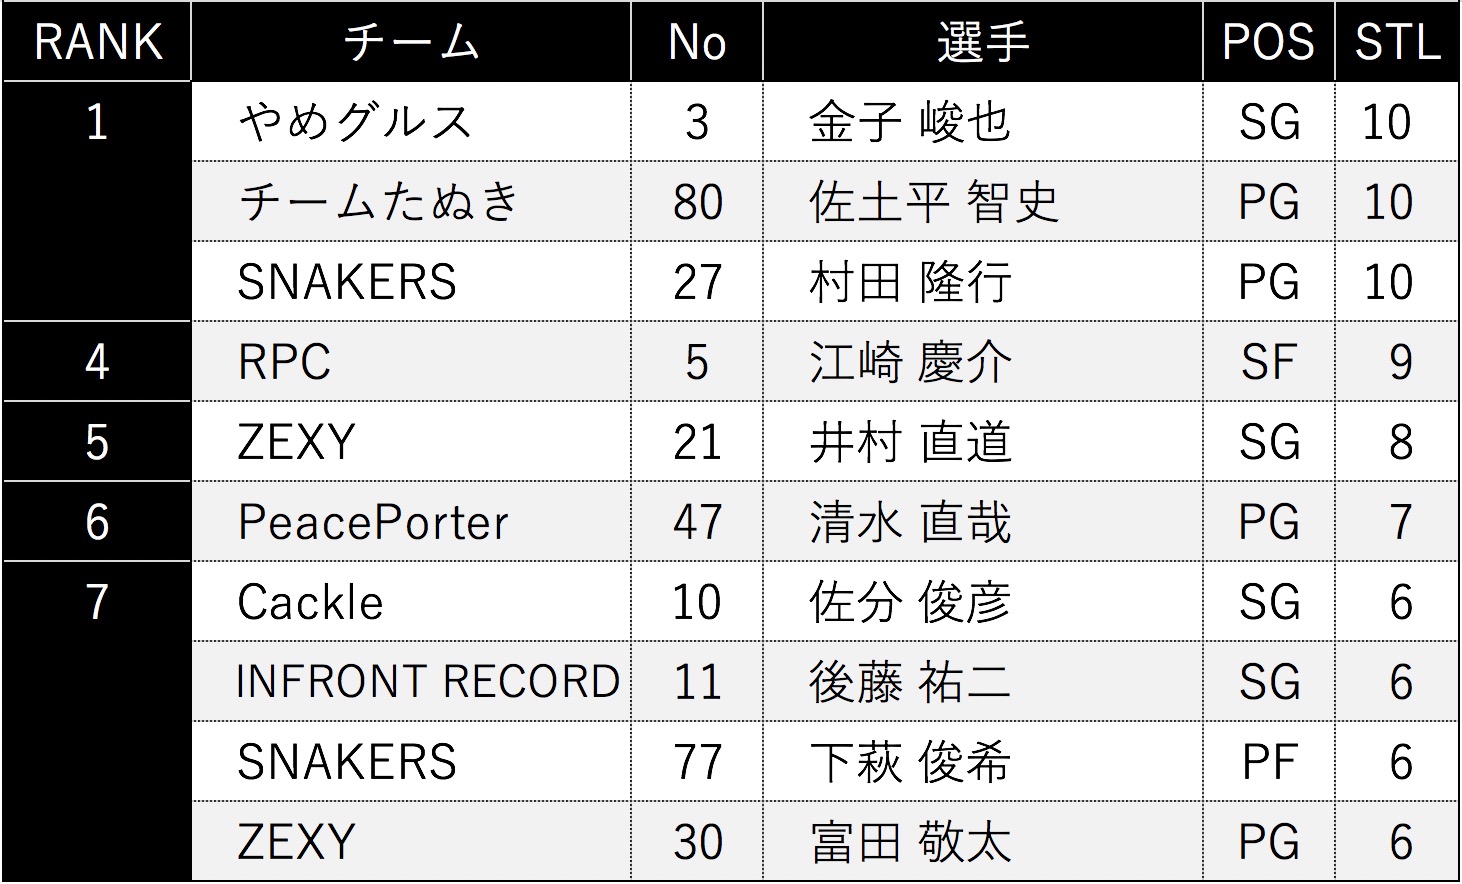 RANK チーム No 選手 POS STL
1 やめグルス 3 金子 峻也 SG 10
チームたぬき 80 佐土平 智史 PG 10
SNAKERS 27 村田 隆行 PG 10
4 RPC 5 江崎 慶介 SF 9
5 ZEXY 21 井村 直道 SG 8
6 PeacePorter 47 清水 直哉 PG 7
7 Cackle 10 佐分 俊彦 SG 6
INFRONT RECORD 11 後藤 祐二 SG 6
SNAKERS 77 下萩 俊希 PF 6
ZEXY 30 富田 敬太 PG 6